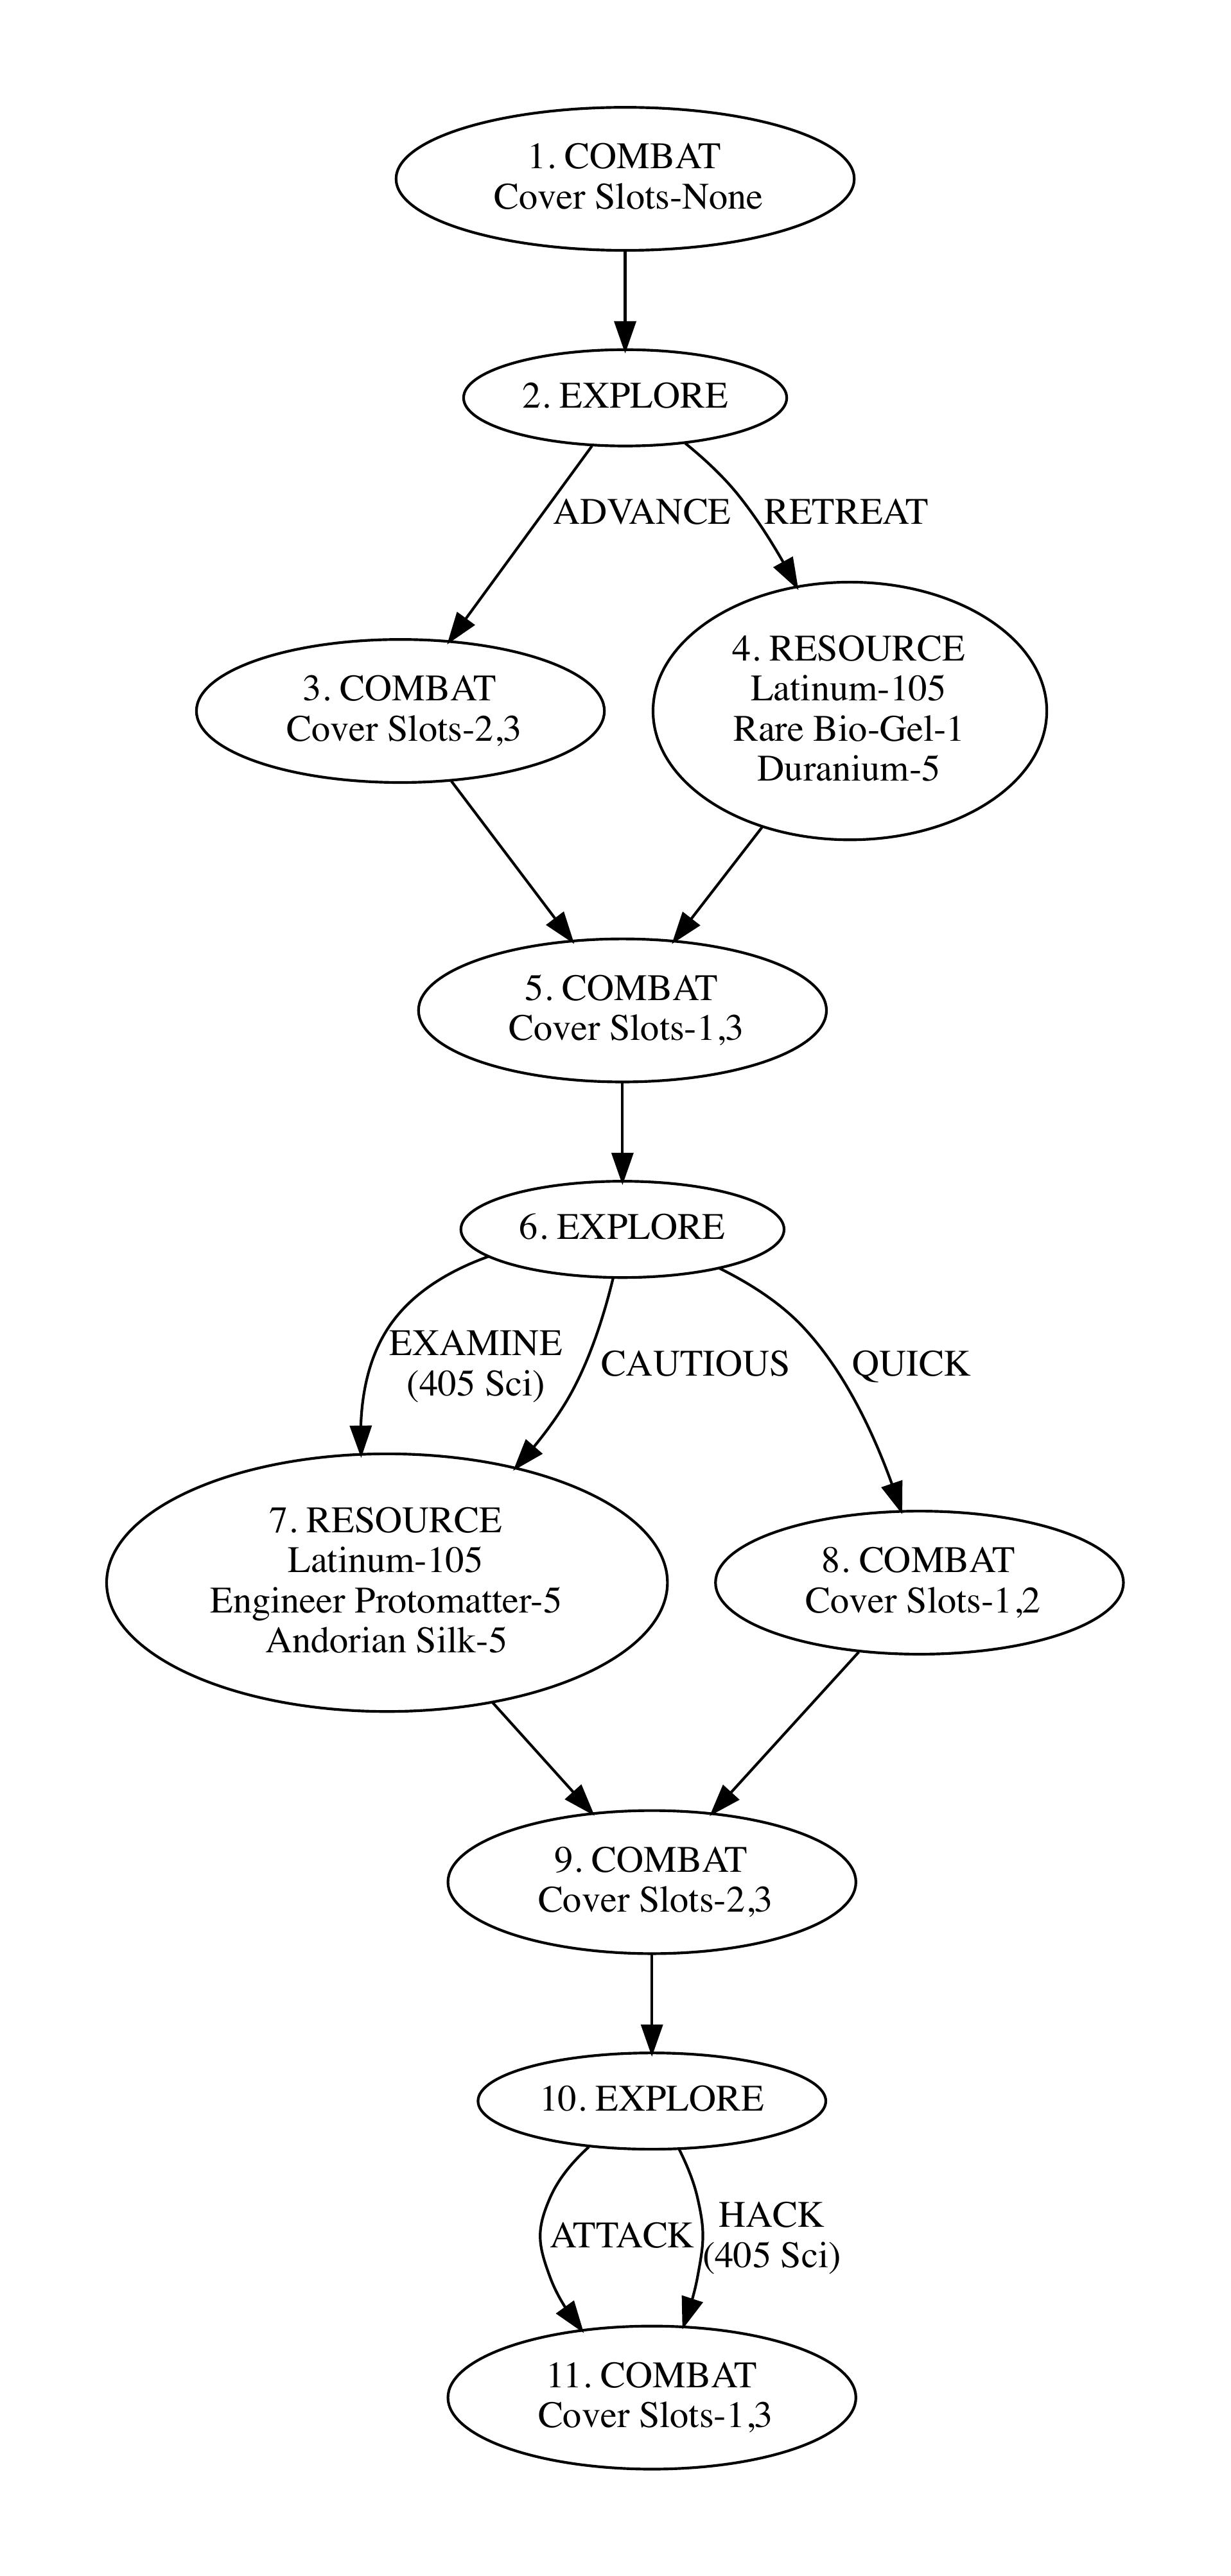 1. COMBAT
Cover Slots-None
2. EXPLORE
ADVANCE
RETREAT
3. COMBAT
Cover Slots-2,3
4. RESOURCE
Latinum-105
Rare Bio-Gel-1
Duranium-5
5. COMBAT
Cover Slots-1,3
6. EXPLORE
EXAMINE
(405 Sci)
CAUTIOUS
QUICK
7. RESOURCE
Latinum-105
Engineer Protomatter-5
Andorian Silk-5
8. COMBAT
Cover Slots-1,2
9. COMBAT
Cover Slots-2,3
10. EXPLORE
ATTACK
HACK
(405 Sci)
11. COMBAT
Cover Slots-1,3